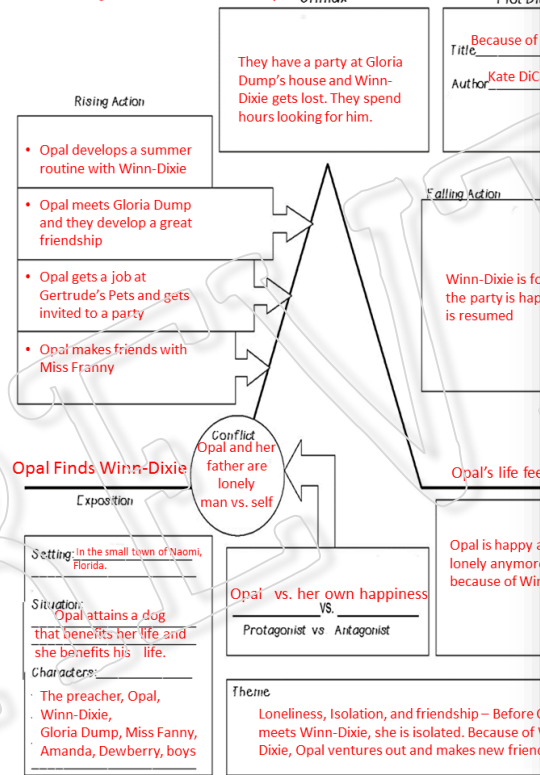 Climax
Plot Di
They have a party at Gloria
Dump's house and Winn-
Dixie gets lost. They spend
hours looking for him.
Title Because of
Author Kate DiC
Rising Action
• Opal develops a summer
routine with Winn-Dixie
• Opal meets Gloria Dump
and they develop a great
friendship
• Opal gets a job at
Gertrude's Pets and gets
invited to a party
• Opal makes friends with
Miss Franny
Falling Action
Winn-Dixie is fo
the party is hap
is resumed
Conflict
Opal and her
father are
lonely
man vs. self
Opal Finds Winn-Dixie
Exposition
Opal's life fee
Setting: In the small town of Naomi,
Florida.
Situation:
Opal attains a dog
that benefits her life and
she benefits his life.
Characters:
The preacher, Opal,
Winn-Dixie,
Gloria Dump, Miss Fanny,
Amanda, Dewberry, boys
Opal vs. her own happiness
VS.
Protagonist vs Antagonist
Opal is happy a
lonely anymor
because of Wi
Theme
Loneliness, Isolation, and friendship – Before O
meets Winn-Dixie, she is isolated. Because of W
Dixie, Opal ventures out and makes new frien